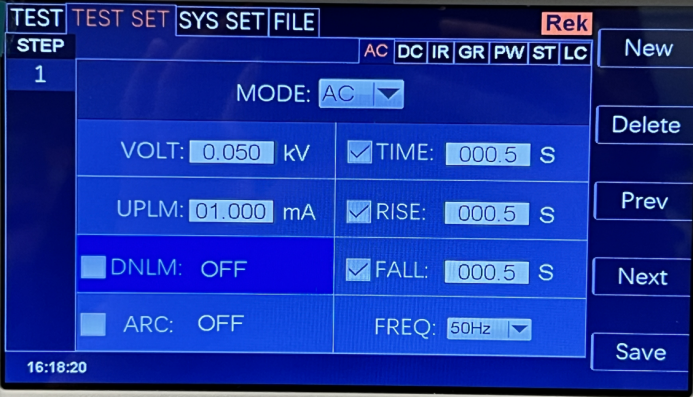 TEST TEST SET SYS SET FILE Rek
STEP AC DC IR GR PW ST LC
1
MODE: AC
VOLT: 0.050 kV TIME: 000.5 S
UPLM: 01.000 mA RISE: 000.5 S
DNLM: OFF FALL: 000.5 S
ARC: OFF FREQ: 50Hz
16:18:20
New
Delete
Prev
Next
Save